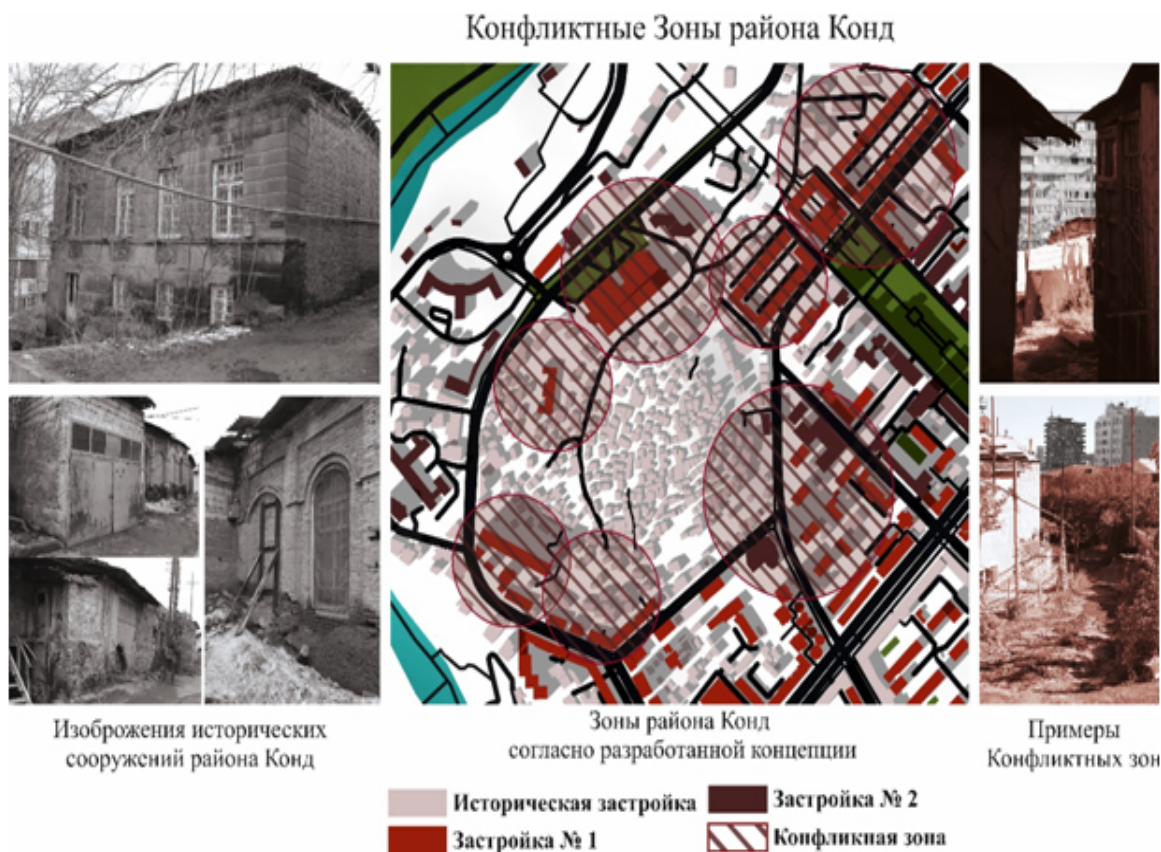 Конфликтные Зоны района Конд
Изоброжения исторических
сооружений района Конд
Зоны района Конд
согласно разработанной концепции
Примеры
Конфликтных зон
Историческая застройка
Застройка № 1
Застройка № 2
Конфликная зона